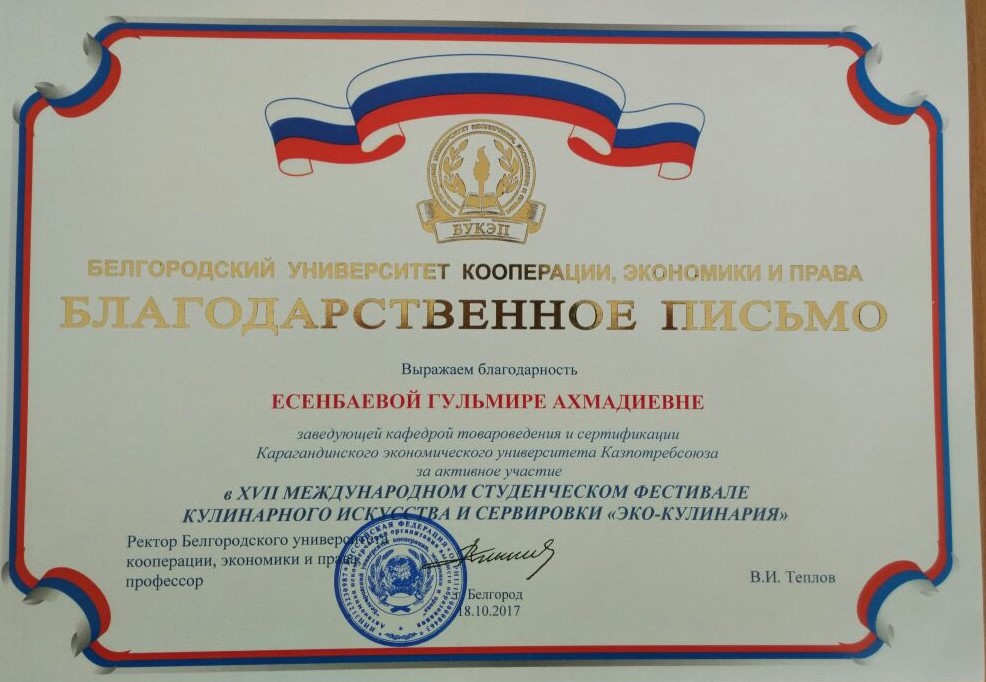 БУКЭП
БЕЛГОРОДСКИЙ УНИВЕРСИТЕТ КООПЕРАЦИИ, ЭКОНОМИКИ И ПРАВА
БЛАГОДАРСТВЕННОЕ ПИСЬМО
Выражаем благодарность
ЕСЕНБАЕВОЙ ГУЛЬМИРЕ АХМАДИЕВНЕ
заведующей кафедрой товароведения и сертификации
Карагандинского экономического университета Казпотребсоюза
за активное участие
в XVII МЕЖДУНАРОДНОМ СТУДЕНЧЕСКОМ ФЕСТИВАЛЕ
КУЛИНАРНОГО ИСКУССТВА И СЕРВИРОВКИ «ЭКО-КУЛИНАРИЯ»
Ректор Белгородского университета
кооперации, экономики и права,
профессор
В.И. Теплов
Белгород
18.10.2017
РОССИЙСКАЯ ФЕДЕРАЦИЯ